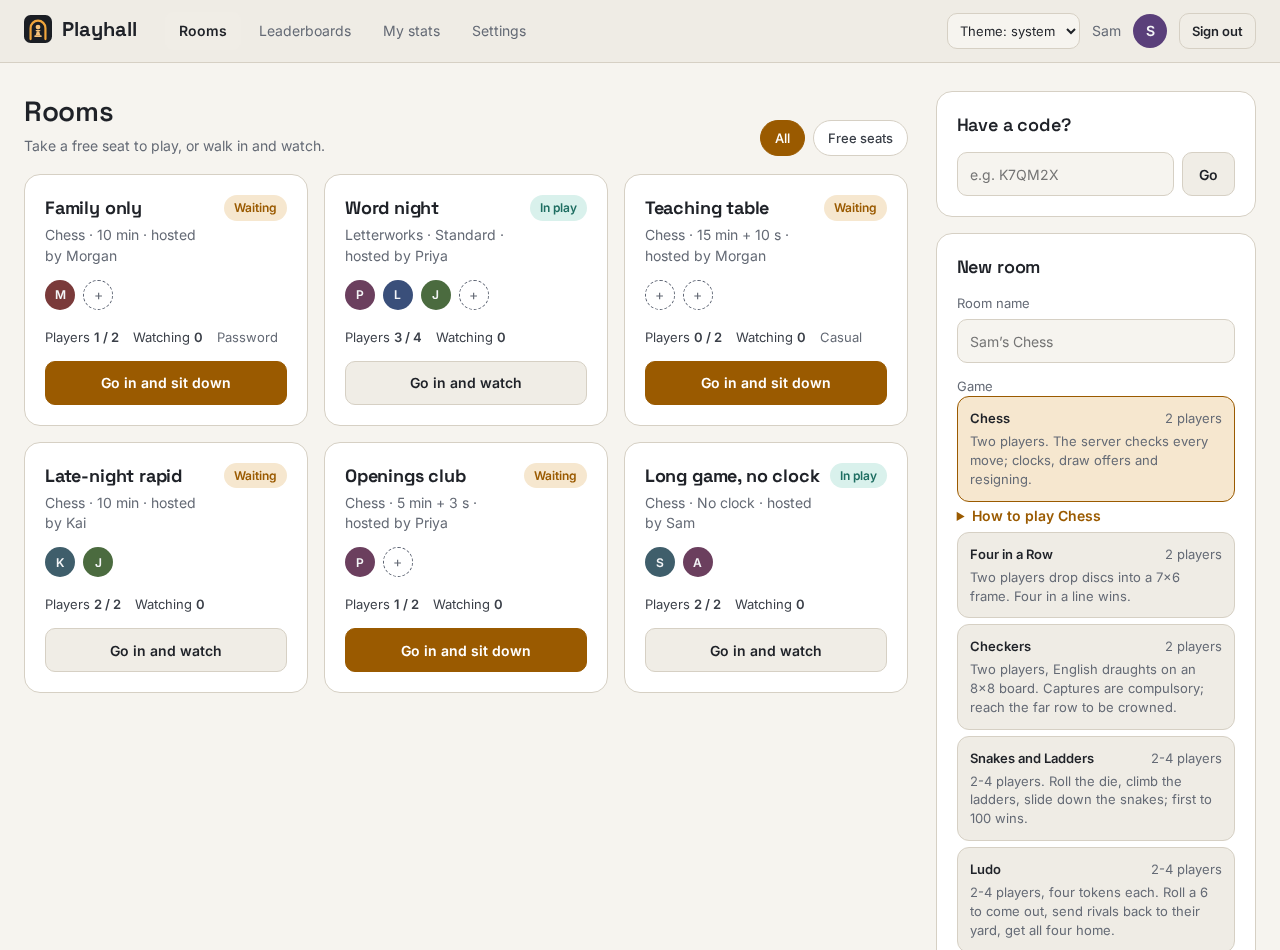 Playhall
Rooms
Leaderboards
My stats
Settings
Theme: system
Sam
S
Sign out
Rooms
Take a free seat to play, or walk in and watch.
All
Free seats
Family only
Waiting
Chess · 10 min · hosted
by Morgan
M
+
Players 1 / 2
Watching 0
Password
Go in and sit down
Word night
In play
Letterworks · Standard ·
hosted by Priya
P
L
J
+
Players 3 / 4
Watching 0
Go in and watch
Teaching table
Waiting
Chess · 15 min + 10 s ·
hosted by Morgan
+
+
Players 0 / 2
Watching 0
Casual
Go in and sit down
Late-night rapid
Waiting
Chess · 10 min · hosted
by Kai
K
J
Players 2 / 2
Watching 0
Go in and watch
Openings club
Waiting
Chess · 5 min + 3 s ·
hosted by Priya
P
+
Players 1 / 2
Watching 0
Go in and sit down
Long game, no clock
In play
Chess · No clock · hosted
by Sam
S
A
Players 2 / 2
Watching 0
Go in and watch
Have a code?
e.g. K7QM2X
Go
New room
Room name
Sam's Chess
Game
Chess
2 players
Two players. The server checks every
move; clocks, draw offers and
resigning.
How to play Chess
Four in a Row
2 players
Two players drop discs into a 7×6
frame. Four in a line wins.
Checkers
2 players
Two players, English draughts on an
8×8 board. Captures are compulsory;
reach the far row to be crowned.
Snakes and Ladders
2-4 players
2-4 players. Roll the die, climb the
ladders, slide down the snakes; first to
100 wins.
Ludo
2-4 players
2-4 players, four tokens each. Roll a 6
to come out, send rivals back to their
yard, get all four home.